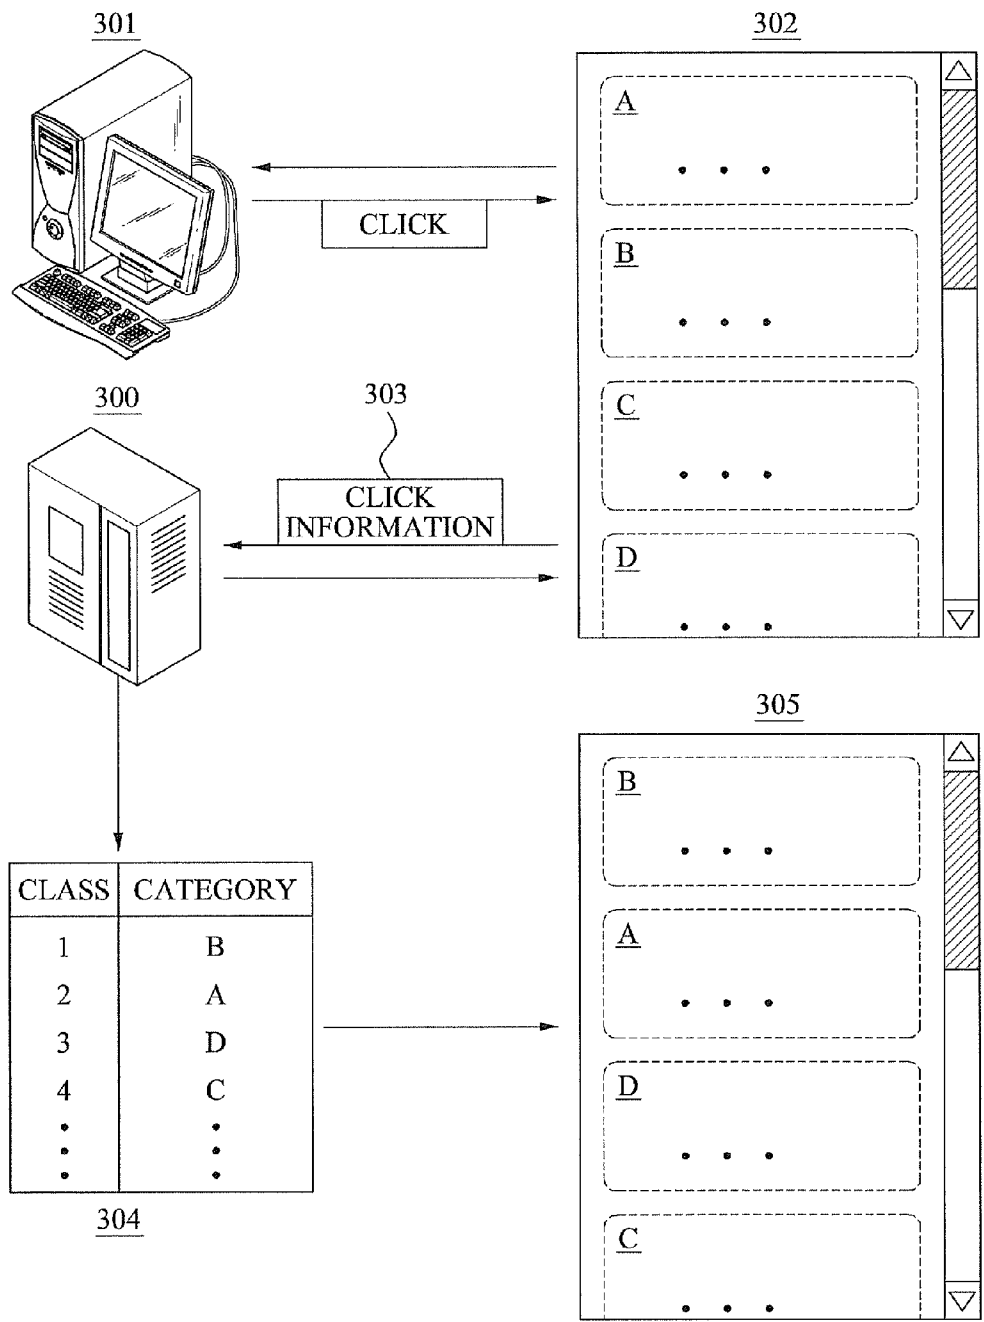 301
302
CLICK
A
B
C
D
300
303
CLICK
INFORMATION
305
B
A
D
C
CLASS CATEGORY
1 B
2 A
3 D
4 C
304